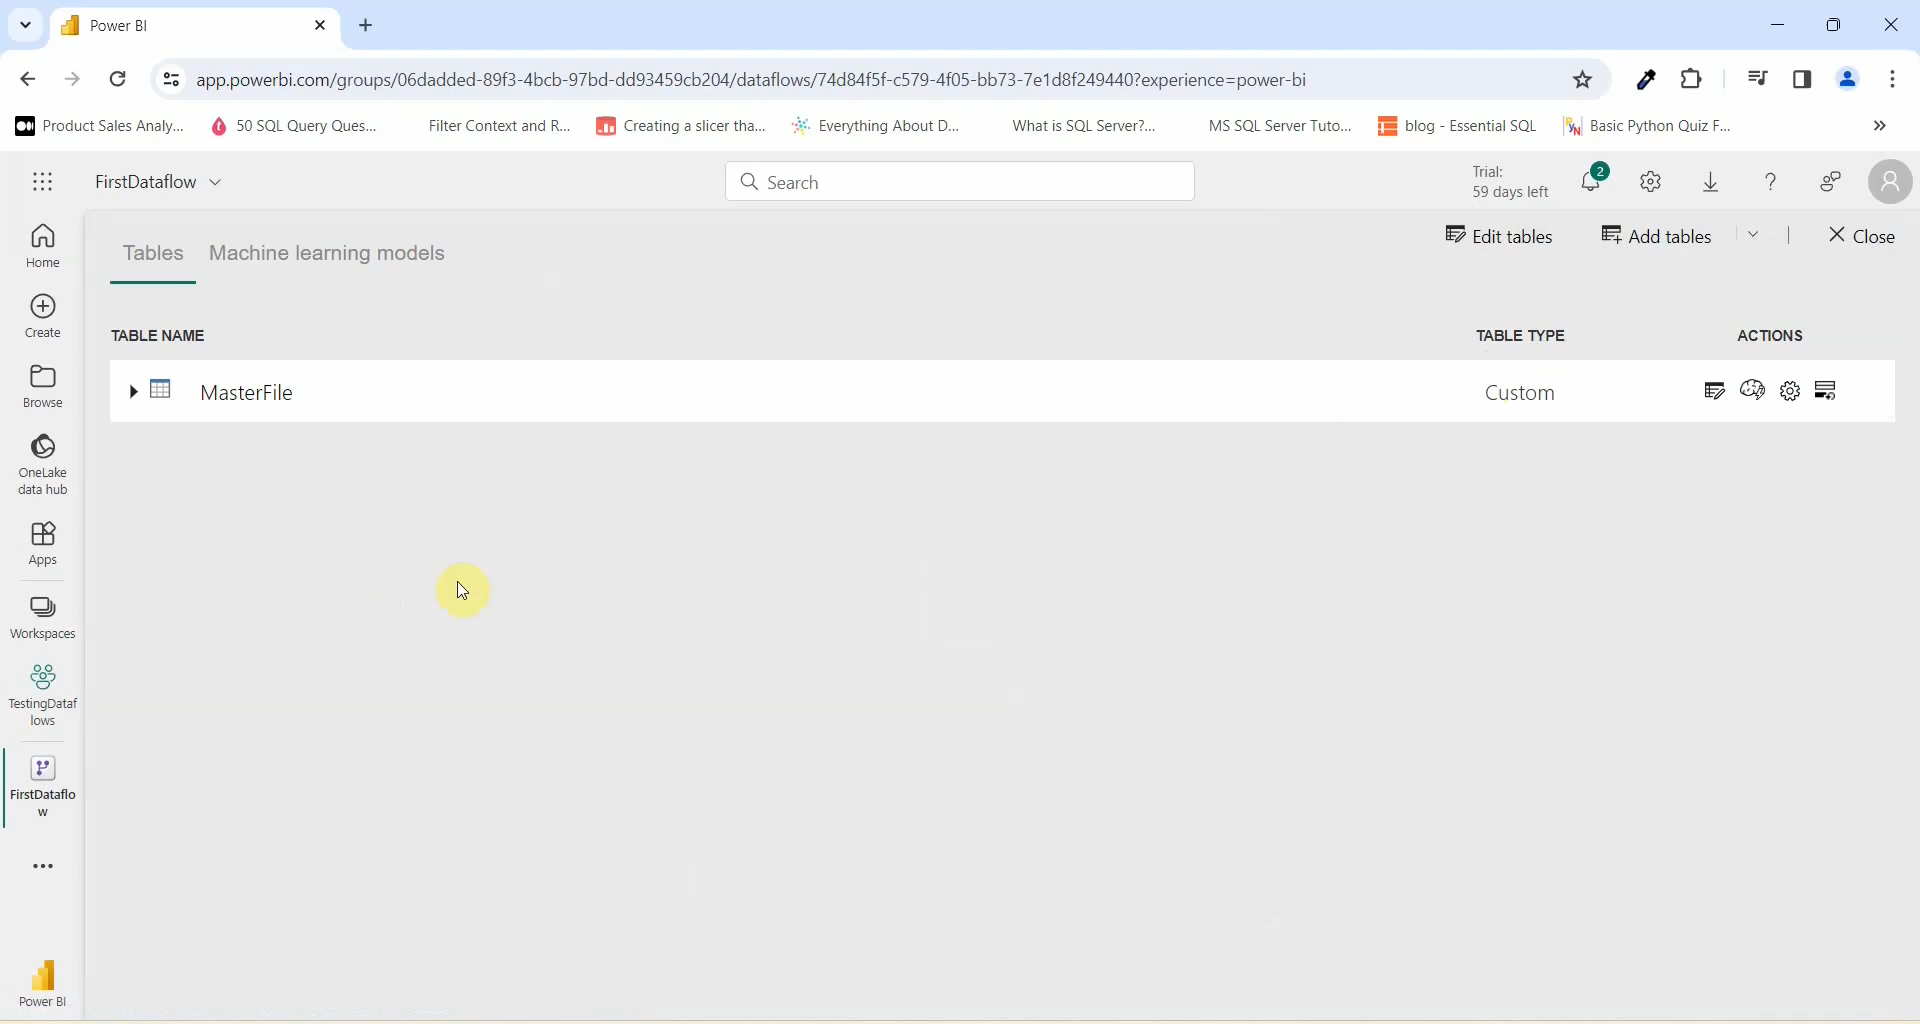 Power BI
app.powerbi.com/groups/06dadded-89f3-4bcb-97bd-dd93459cb204/dataflows/74d84f5f-c579-4f05-bb73-7e1d8f249440?experience=power-bi
Product Sales Analy...
50 SQL Query Ques...
Filter Context and R...
Creating a slicer tha...
Everything About D...
What is SQL Server?...
MS SQL Server Tuto...
blog - Essential SQL
Basic Python Quiz F...
FirstDataflow
Search
Trial:
59 days left
2
Home
Create
Browse
OneLake
data hub
Apps
Workspaces
TestingDataf
lows
FirstDataflo
w
Power BI
Tables
Machine learning models
Edit tables
Add tables
Close
TABLE NAME
TABLE TYPE
ACTIONS
MasterFile
Custom